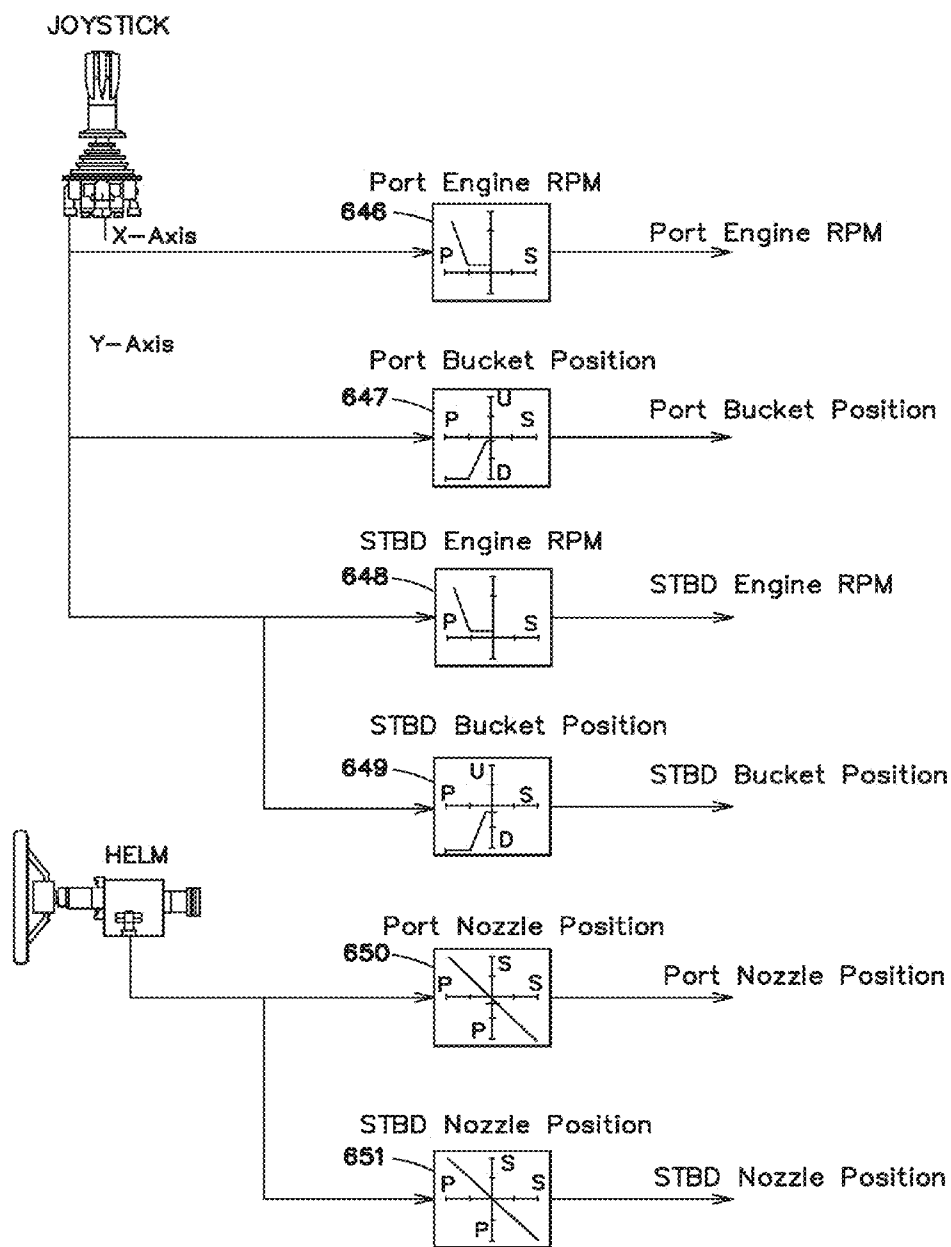 JOYSTICK
X-Axis
Y-Axis
Port Engine RPM
646
P S
Port Engine RPM
Port Bucket Position
647
U
P S
D
Port Bucket Position
STBD Engine RPM
648
P S
STBD Engine RPM
STBD Bucket Position
649
U
P S
D
STBD Bucket Position
HELM
Port Nozzle Position
650
S
P S
P
Port Nozzle Position
STBD Nozzle Position
651
S
P S
P
STBD Nozzle Position